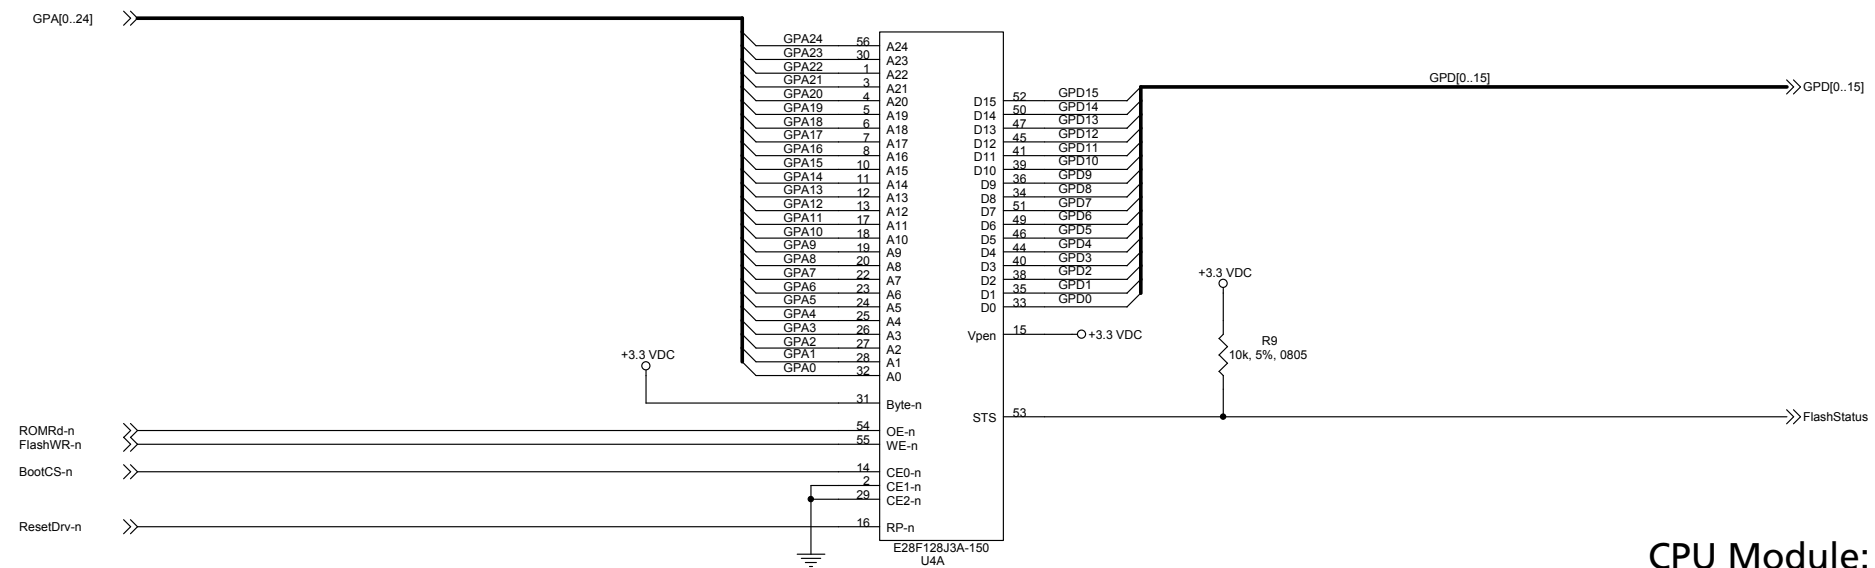 GPA[0..24]
GPA24 56 A24
GPA23 30 A23
GPA22 1 A22
GPA21 3 A21
GPA20 4 A20
GPA19 5 A19
GPA18 6 A18
GPA17 7 A17
GPA16 8 A16
GPA15 10 A15
GPA14 11 A14
GPA13 12 A13
GPA12 13 A12
GPA11 17 A11
GPA10 18 A10
GPA9 19 A9
GPA8 20 A8
GPA7 22 A7
GPA6 23 A6
GPA5 24 A5
GPA4 25 A4
GPA3 26 A3
GPA2 27 A2
GPA1 28 A1
GPA0 32 A0
+3.3 VDC
31 Byte-n
ROMRd-n 54 OE-n
FlashWR-n 55 WE-n
BootCS-n 14 CE0-n
2 CE1-n
29 CE2-n
ResetDrv-n 16 RP-n
E28F128J3A-150
U4A
D15 52 GPD15
D14 50 GPD14
D13 47 GPD13
D12 45 GPD12
D11 41 GPD11
D10 39 GPD10
D9 36 GPD9
D8 34 GPD8
D7 51 GPD7
D6 49 GPD6
D5 46 GPD5
D4 44 GPD4
D3 40 GPD3
D2 38 GPD2
D1 35 GPD1
D0 33 GPD0
GPD[0..15]
GPD[0..15]
Vpen 15 +3.3 VDC
+3.3 VDC
R9
10k, 5%, 0805
STS 53 FlashStatus
CPU Module: